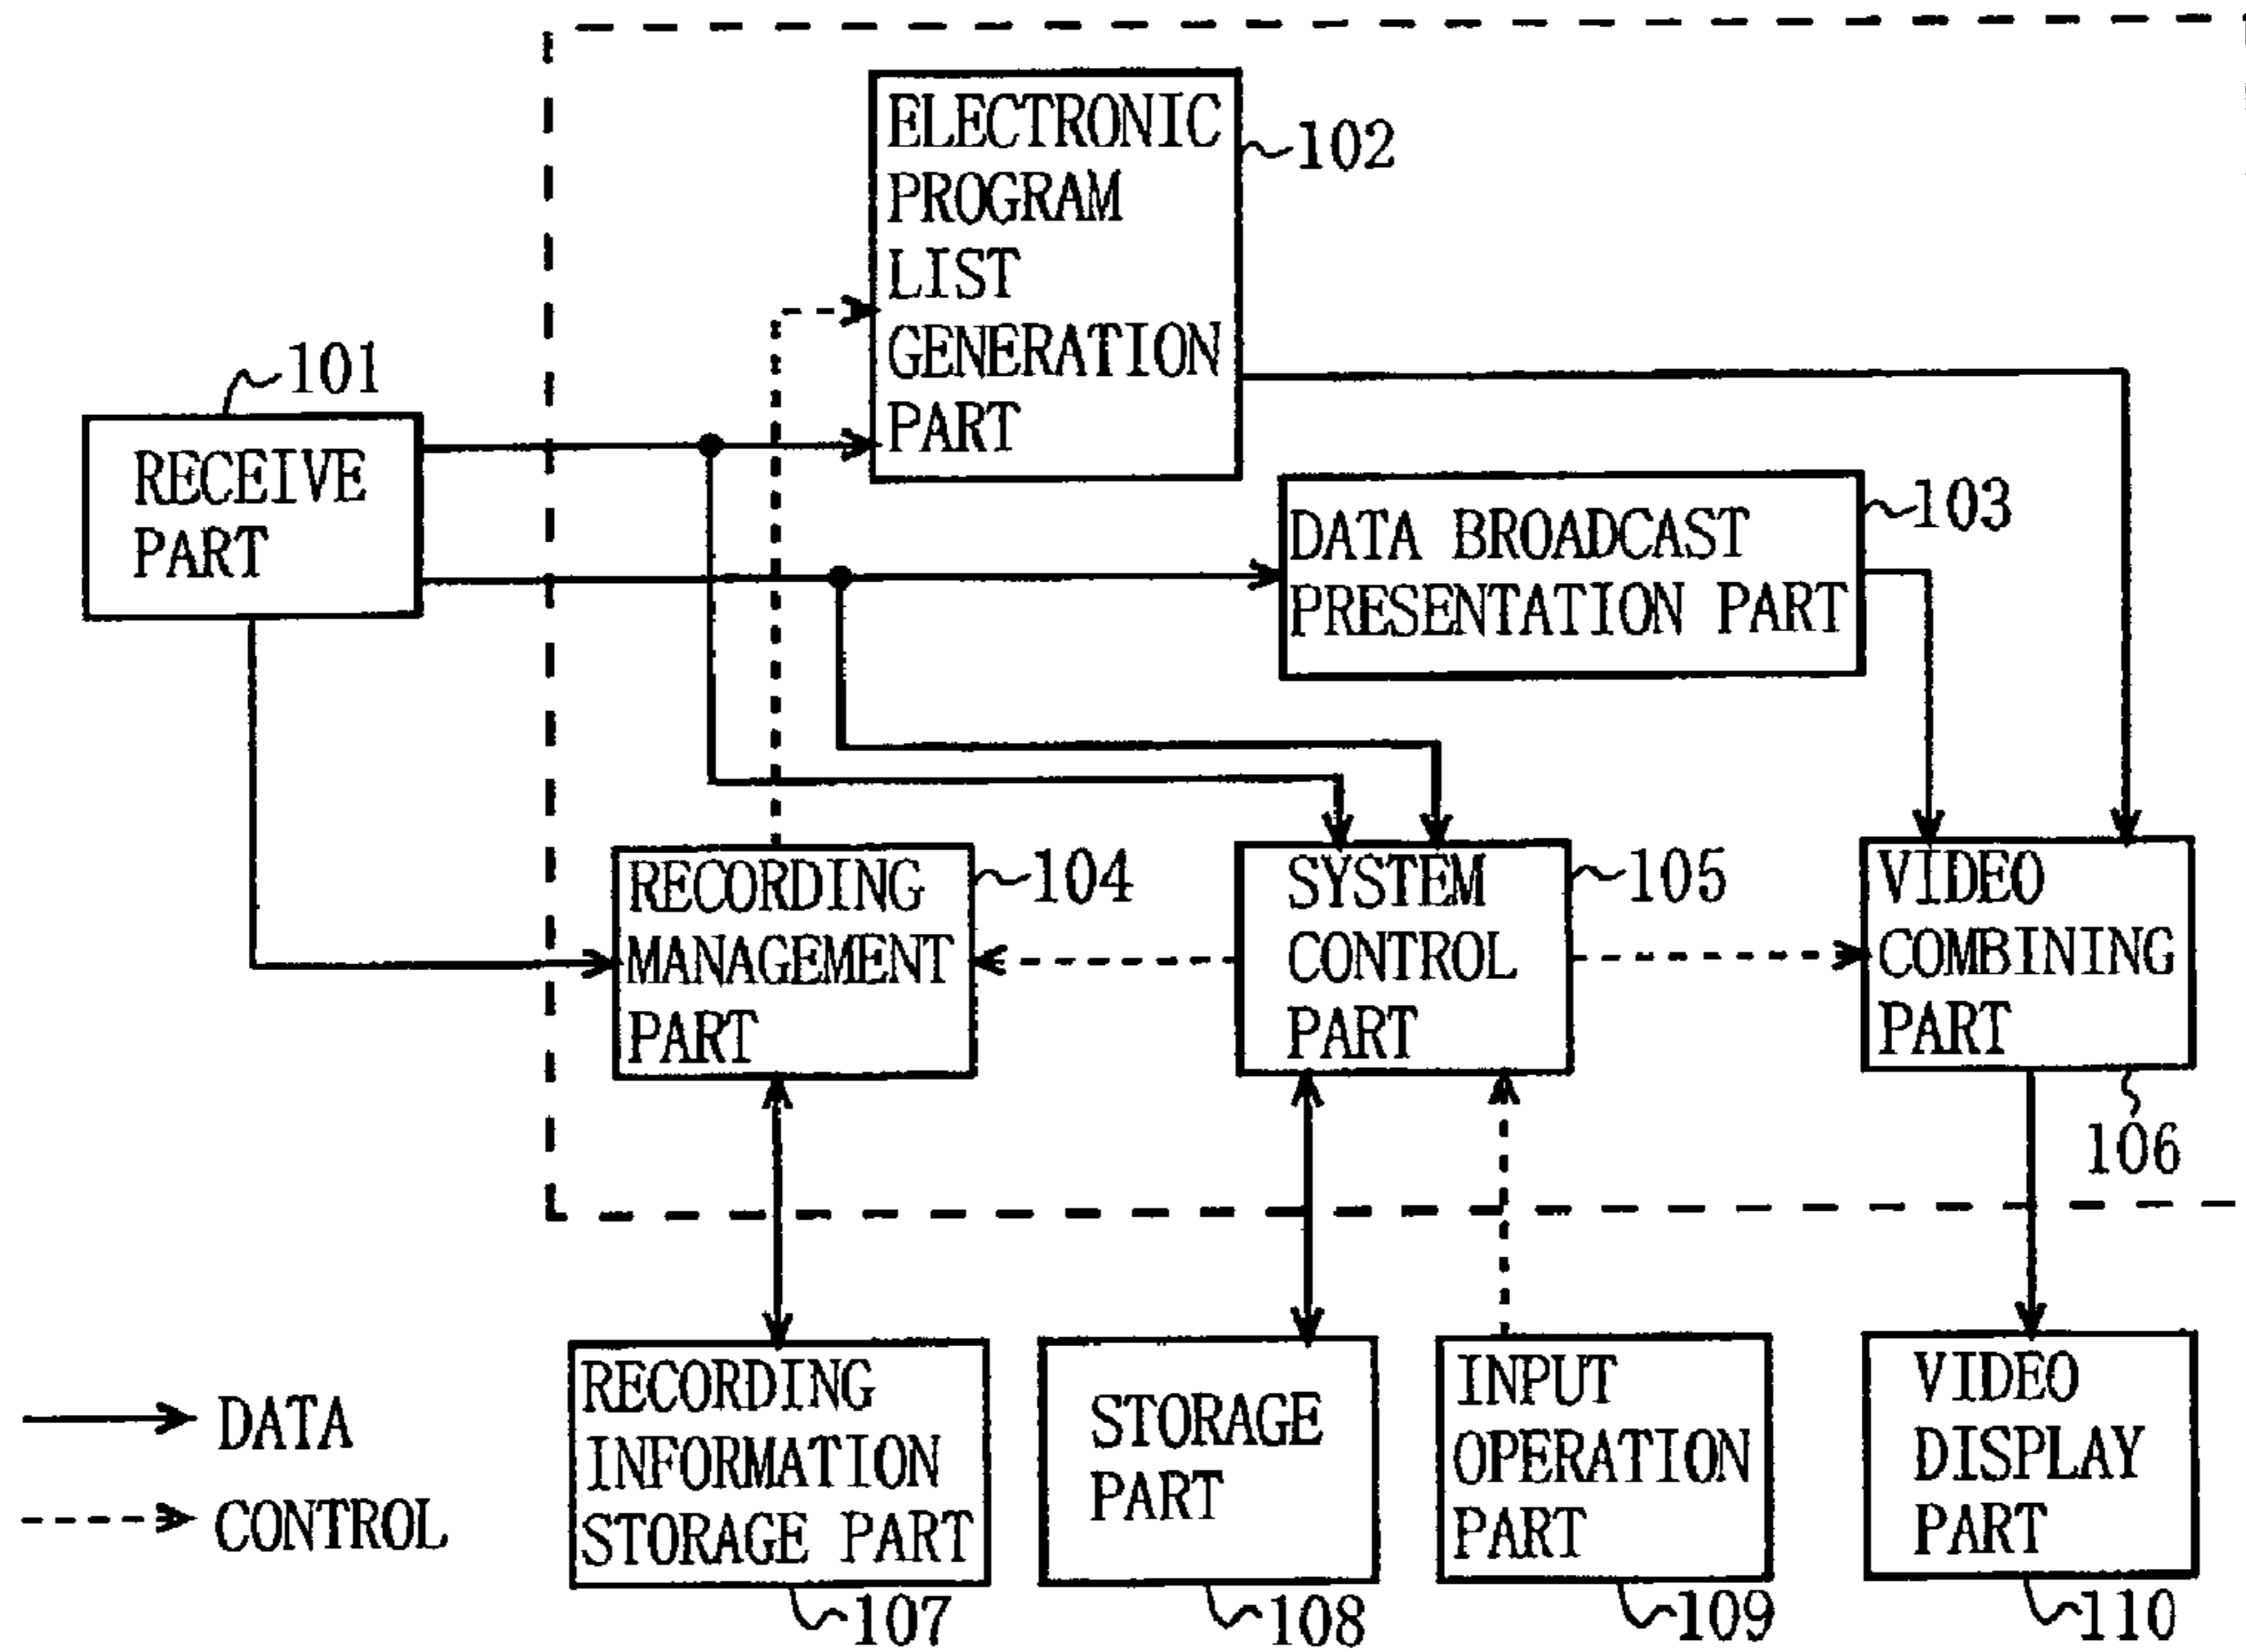 ELECTRONIC
PROGRAM
LIST
GENERATION
PART
102
101
RECEIVE
PART
DATA BROADCAST
PRESENTATION PART
103
RECORDING
MANAGEMENT
PART
104
SYSTEM
CONTROL
PART
105
VIDEO
COMBINING
PART
106
RECORDING
INFORMATION
STORAGE PART
107
STORAGE
PART
108
INPUT
OPERATION
PART
109
VIDEO
DISPLAY
PART
110
DATA
CONTROL